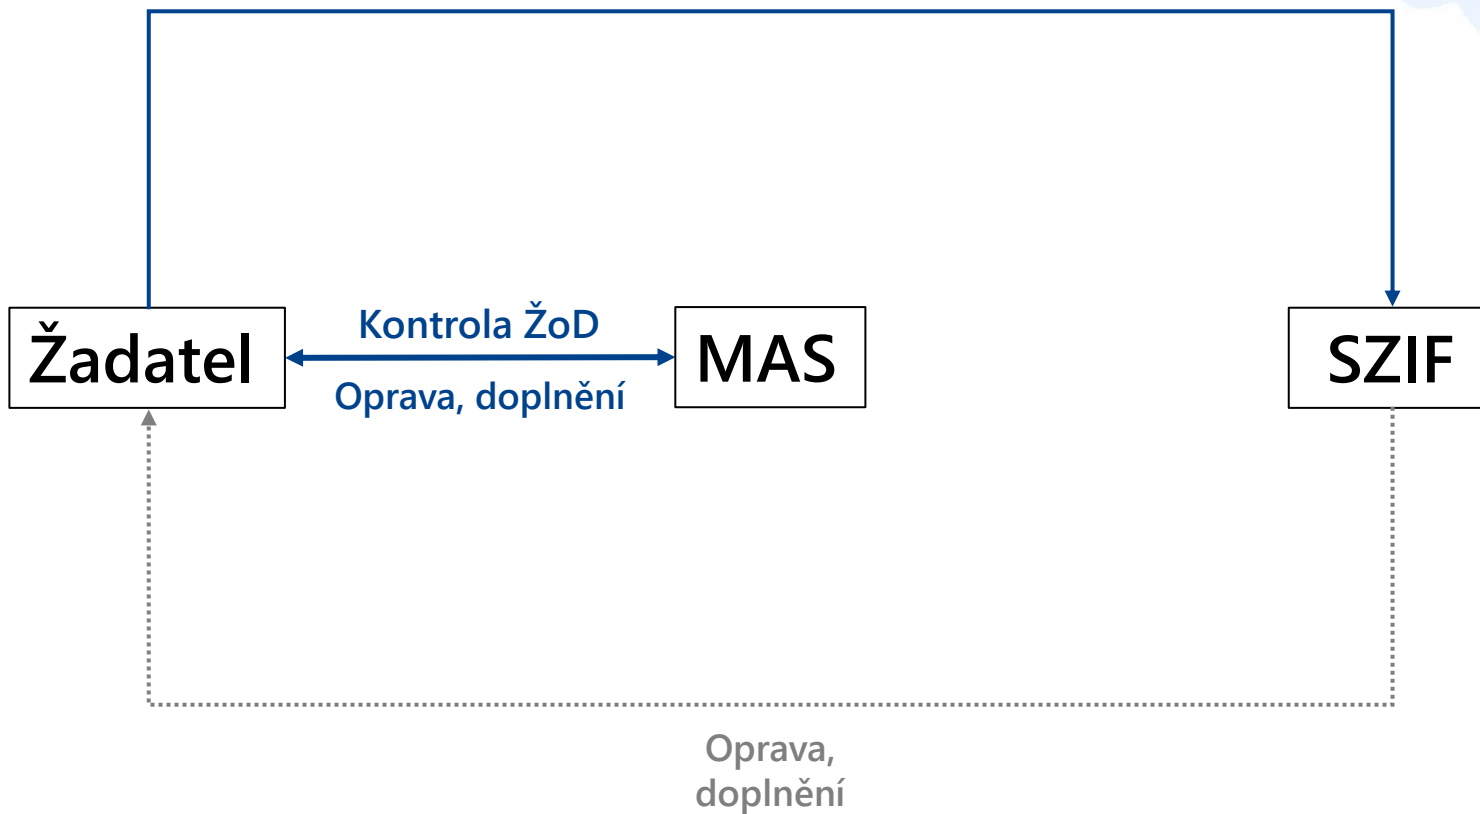 Žadatel
Kontrola ŽoD
Oprava, doplnění
MAS
SZIF
Oprava,
doplnění